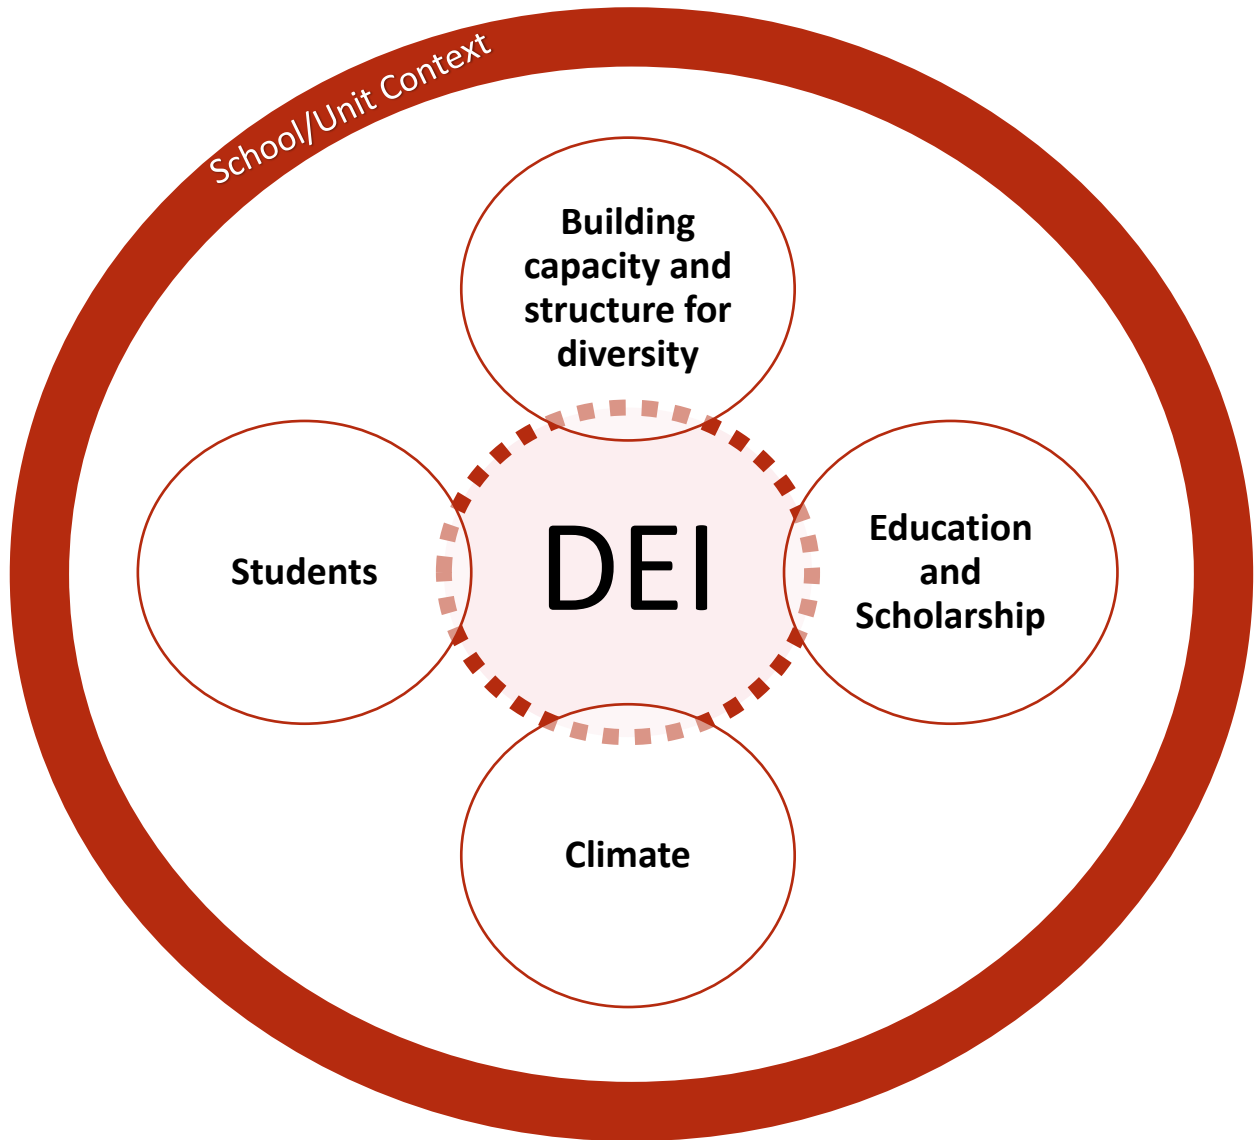 School/Unit Context
Building
capacity and
structure for
diversity
Students
DEI
Education
and
Scholarship
Climate